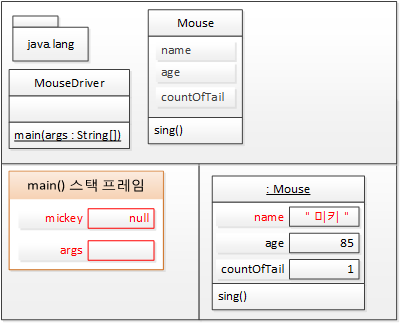 java.lang
Mouse
name
age
countOfTail
sing()
MouseDriver
main(args : String[])
main() 스택 프레임
mickey null
args
: Mouse
name " 미키 "
age 85
countOfTail 1
sing()